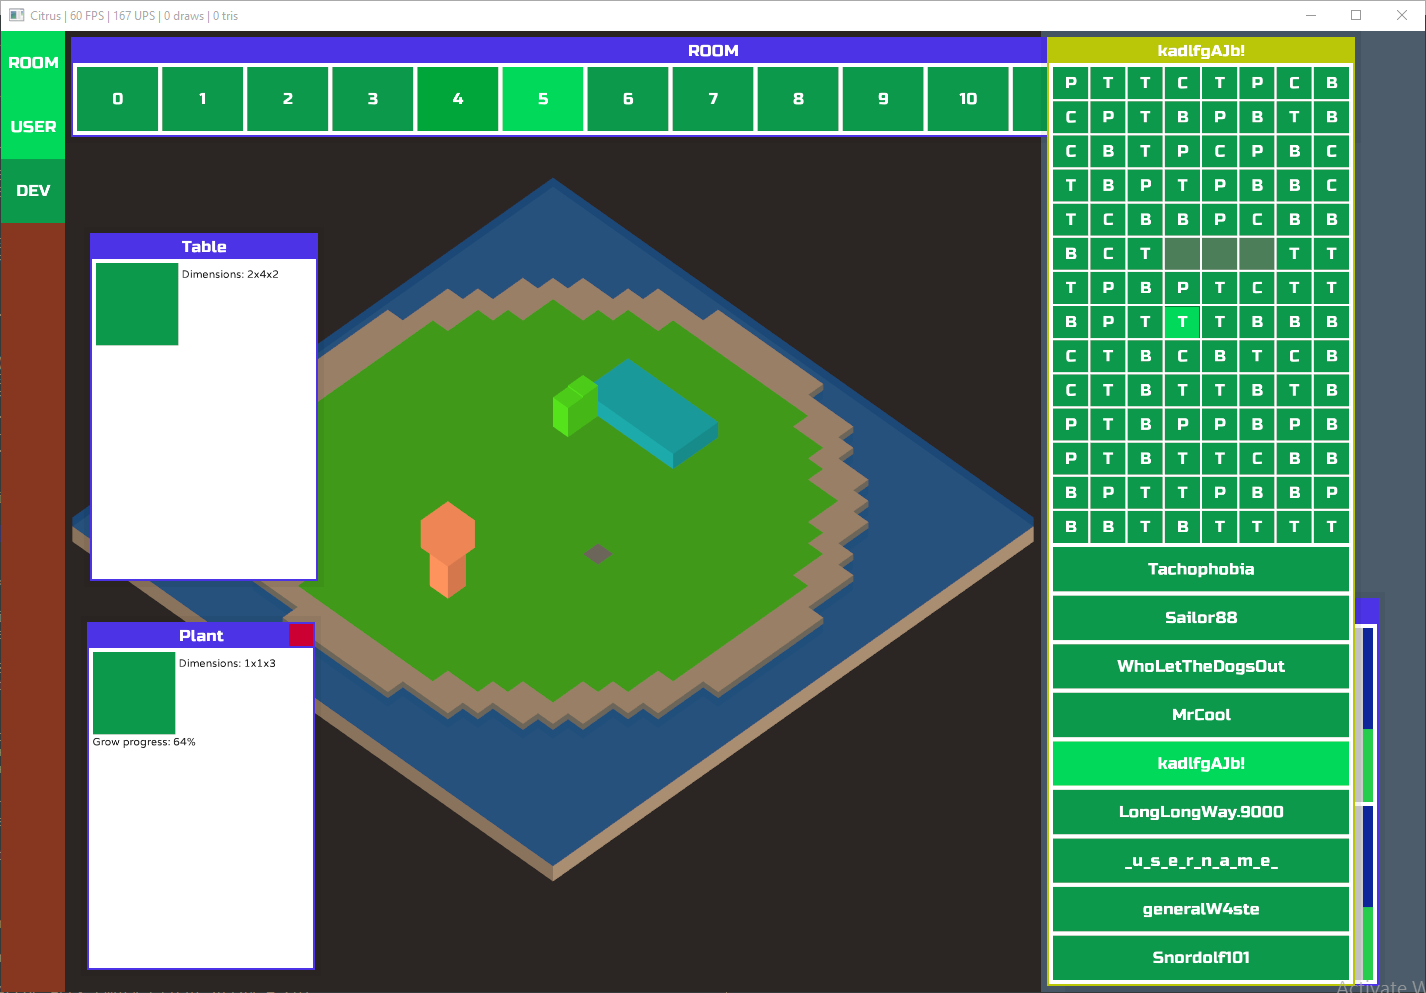 Citrus | 60 FPS | 167 UPS | 0 draws | 0 tris
ROOM
USER
DEV
ROOM
0 1 2 3 4 5 6 7 8 9 10
Table
Dimensions: 2x4x2
Plant
Dimensions: 1x1x3
Grow progress: 64%
kadlfgAJb!
P T T C T P C B
C P T B P B T B
C B T P C P B C
T B P T P B B C
T C B B P C B B
B C T T T
T P B P T C T T
B P T T T B B B
C T B C B T C B
C T B T T B T B
P T B P P B P B
P T B T T C B B
B P T T P B B P
B B T B T T T T
Tachophobia
Sailor88
WhoLetTheDogsOut
MrCool
kadlfgAJb!
LongLongWay.9000
_u_s_e_r_n_a_m_e_
generalW4ste
Snordolf101
Activate W